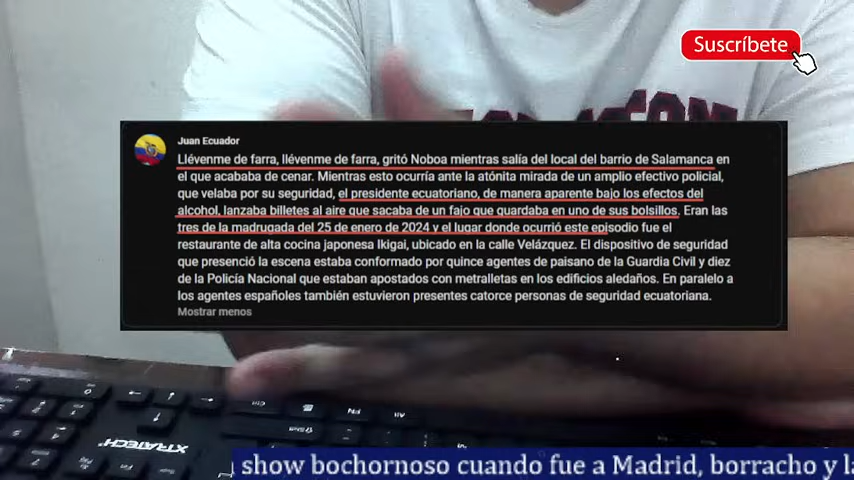 Suscríbete
Juan Ecuador
Llévenme de farra, llévenme de farra, gritó Noboa mientras salía del local del barrio de Salamanca en
el que acababa de cenar. Mientras esto ocurría ante la atónita mirada de un amplio efectivo policial,
que velaba por su seguridad, el presidente ecuatoriano, de manera aparente bajo los efectos del
alcohol, lanzaba billetes al aire que sacaba de un fajo que guardaba en uno de sus bolsillos. Eran las
tres de la madrugada del 25 de enero de 2024 y el lugar donde ocurrió este episodio fue el
restaurante de alta cocina japonesa Ikigai, ubicado en la calle Velázquez. El dispositivo de seguridad
que presenció la escena estaba conformado por quince agentes de paisano de la Guardia Civil y diez
de la Policía Nacional que estaban apostados con metralletas en los edificios aledaños. En paralelo a
los agentes españoles también estuvieron presentes catorce personas de seguridad ecuatoriana.
Mostrar menos
XTRATECH
show bochornoso cuando fue a Madrid, borracho y la